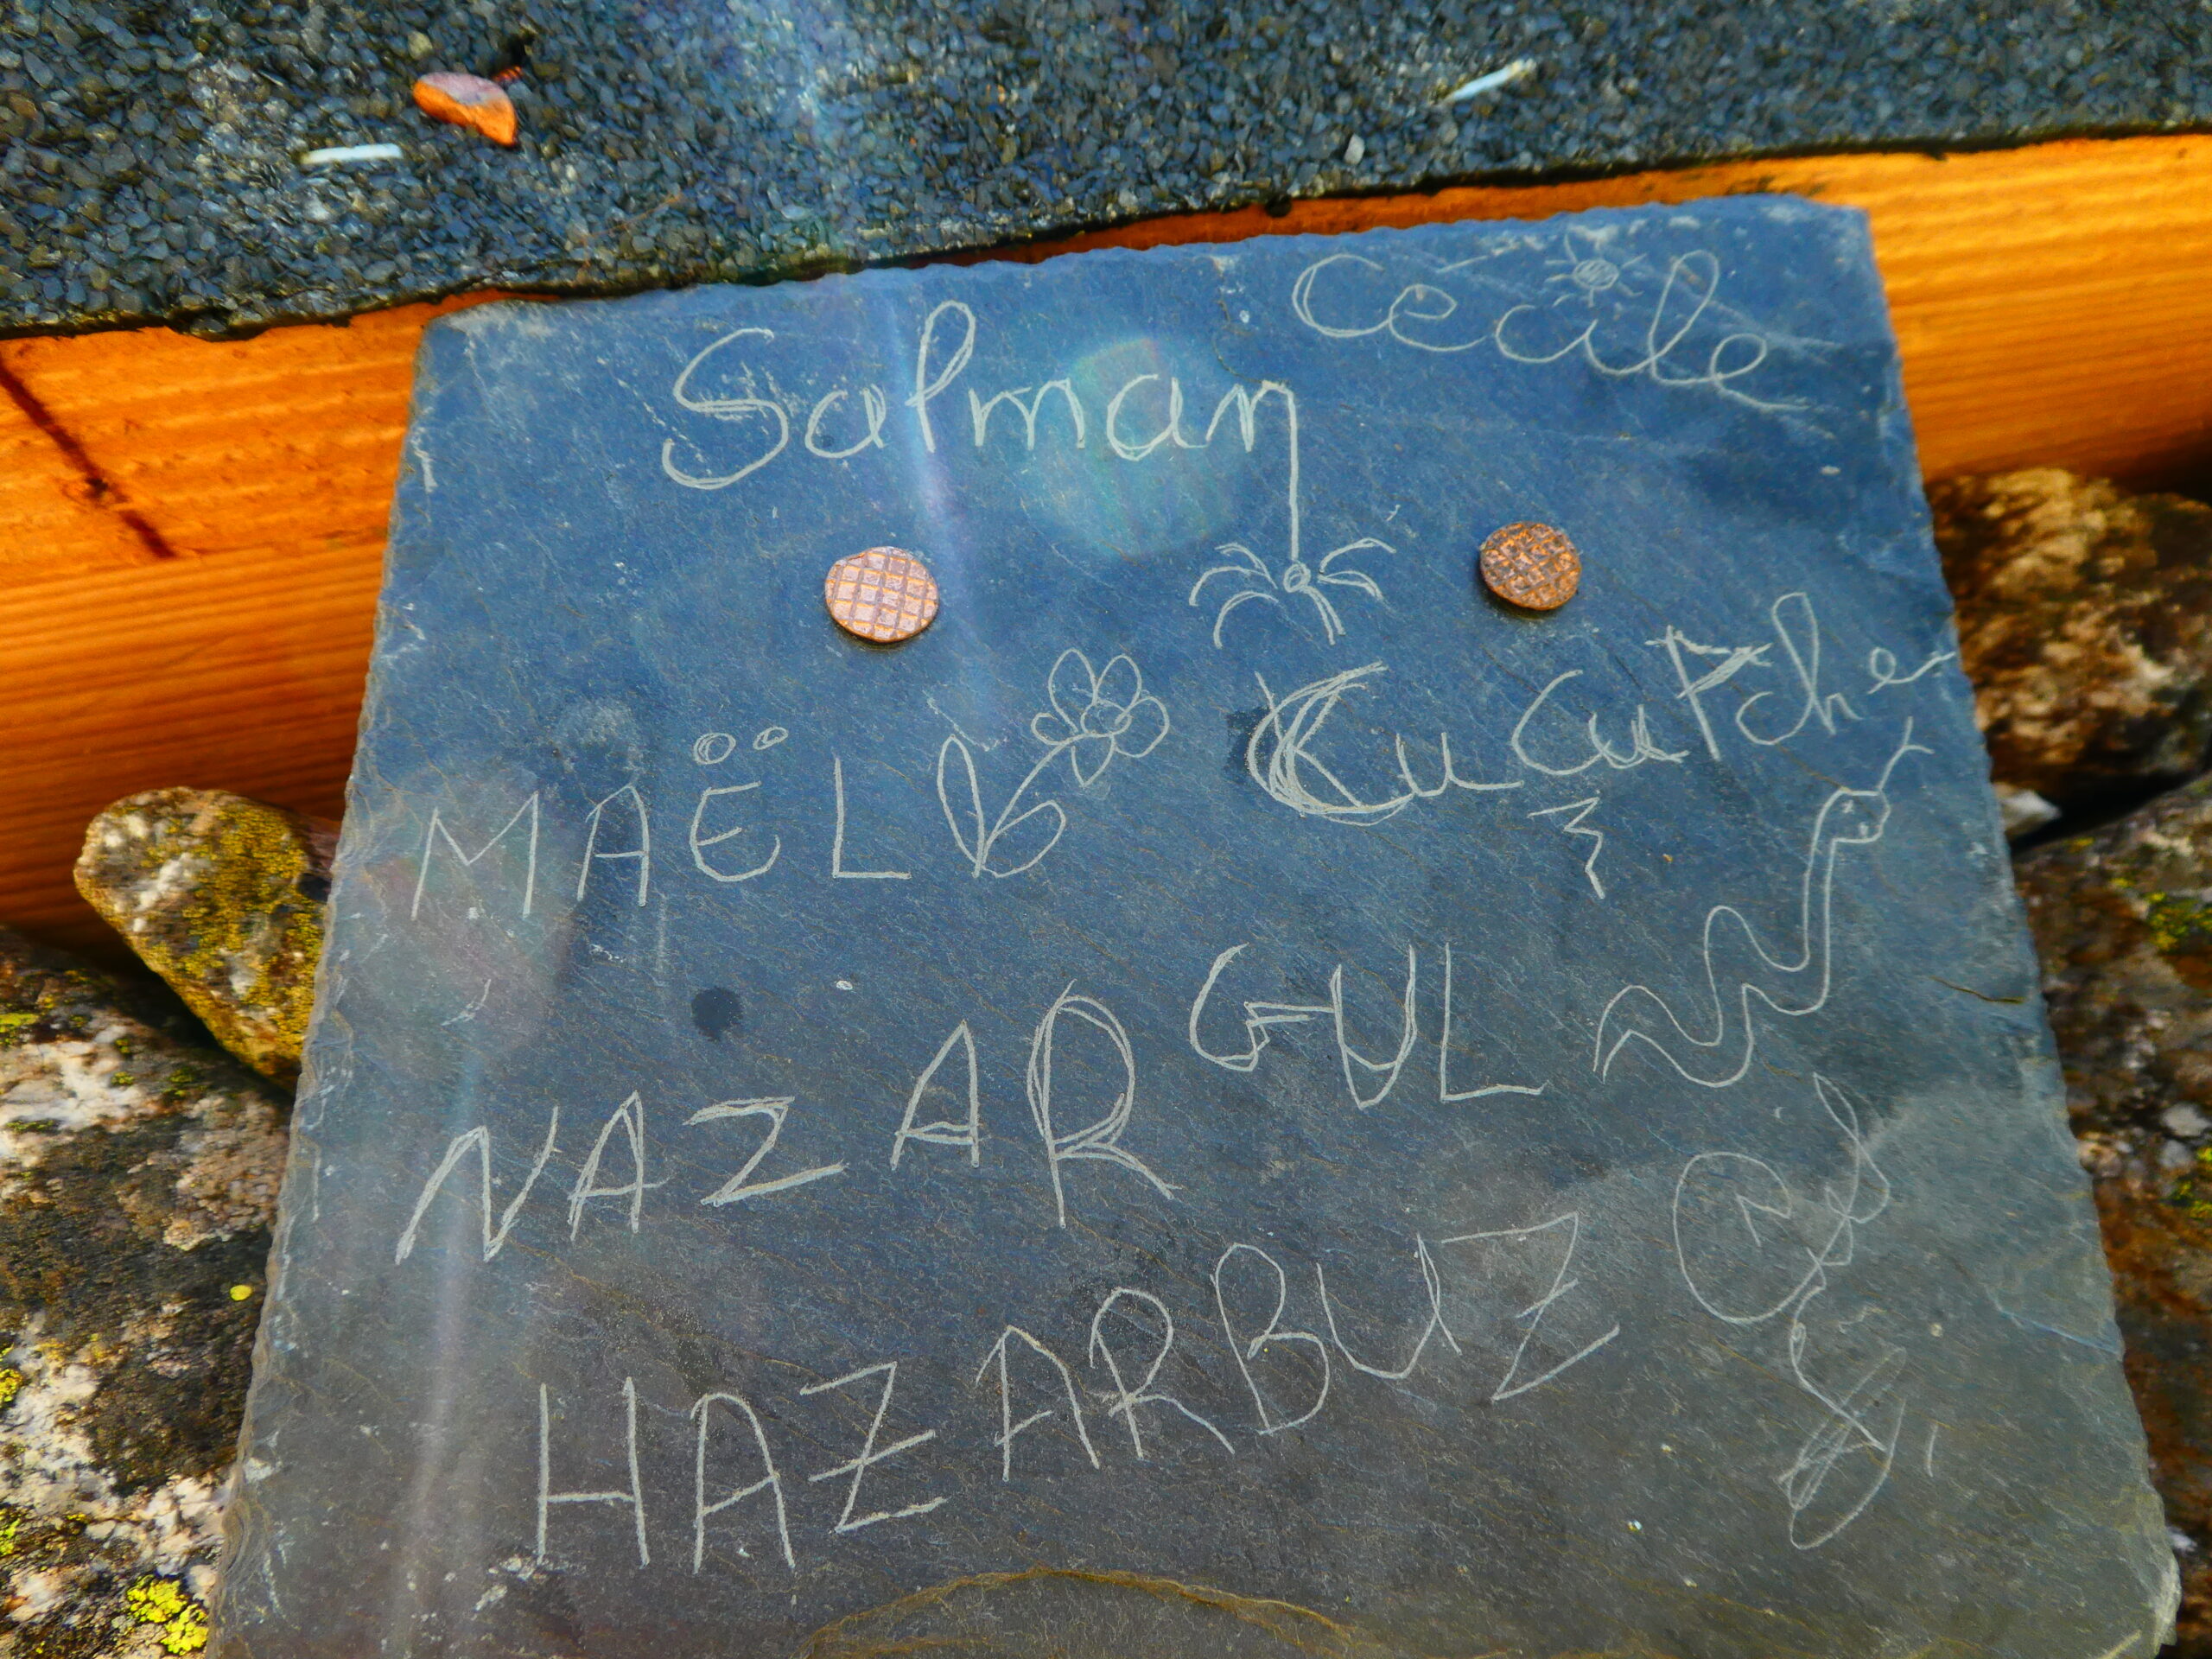 Cécile
Salman
MAËL
Kucutche
NAZARGUL
HAZARBUZ